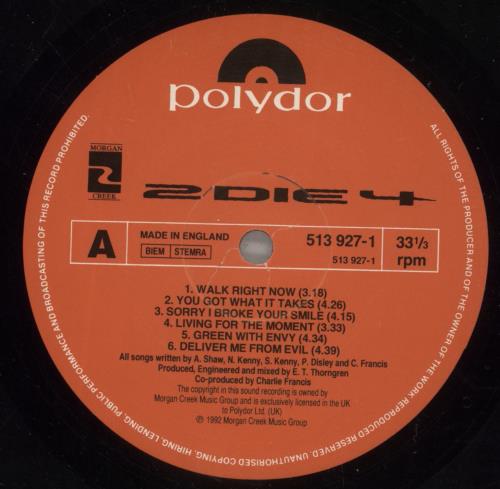 polydor
MORGAN
CREEK
2 DIE 4
A
MADE IN ENGLAND
BIEM STEMRA
513 927-1
513 927-1
33 1/3
rpm
1. WALK RIGHT NOW (3.18)
2. YOU GOT WHAT IT TAKES (4.26)
3. SORRY I BROKE YOUR SMILE (4.15)
4. LIVING FOR THE MOMENT (3.33)
5. GREEN WITH ENVY (4.34)
6. DELIVER ME FROM EVIL (4.39)
All songs written by A. Shaw, N. Kenny, S. Kenny, P. Disley and C. Francis
Produced, Engineered and mixed by E. T. Thorngren
Co-produced by Charlie Francis
The copyright in this sound recording is owned by
Morgan Creek Music Group and is exclusively licensed in the UK
to Polydor Ltd. (UK)
℗ 1992 Morgan Creek Music Group
ALL RIGHTS OF THE PRODUCER AND OF THE OWNER OF THE WORK REPRODUCED RESERVED. UNAUTHORISED COPYING, HIRING, LENDING, PUBLIC PERFORMANCE AND BROADCASTING OF THIS RECORD PROHIBITED.